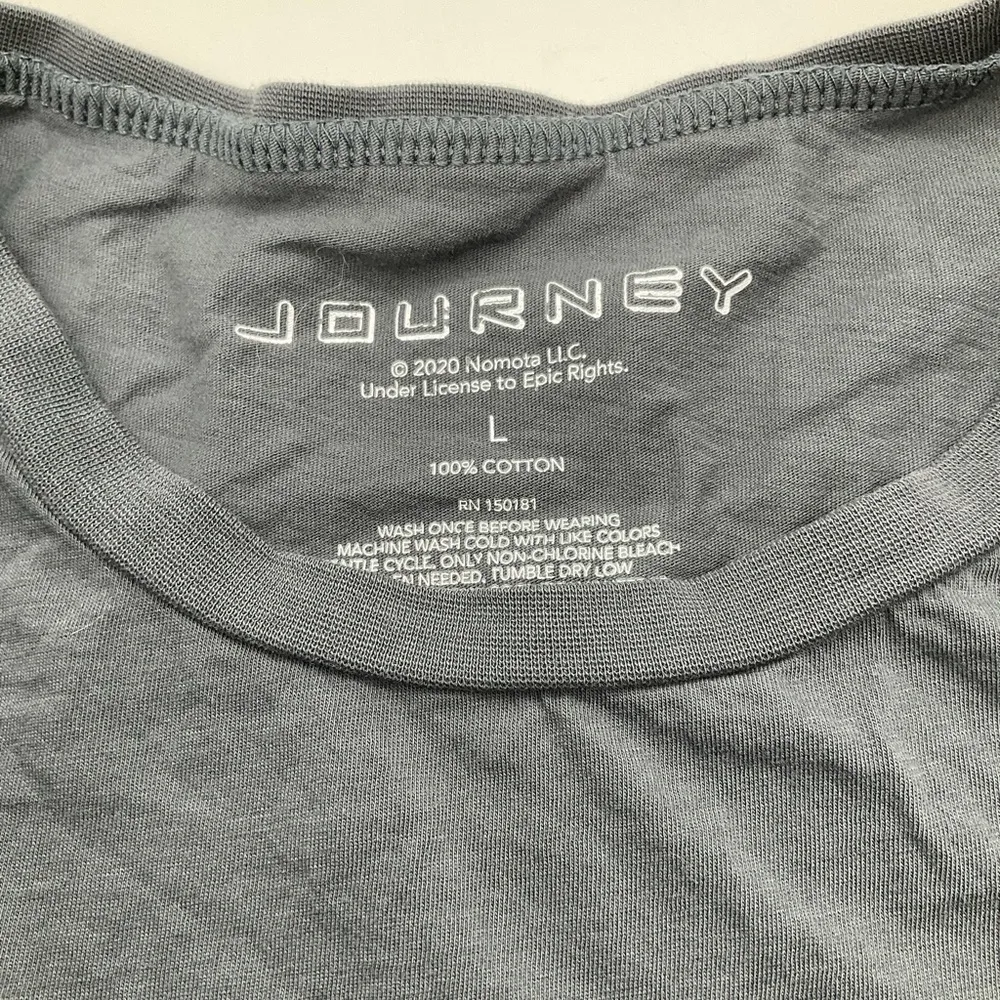 JOURNEY
© 2020 Nomota LLC.
Under License to Epic Rights.
L
100% COTTON
RN 150181
WASH ONCE BEFORE WEARING
MACHINE WASH COLD WITH LIKE COLORS
CYCLE, ONLY NON-CHLORINE BLEACH
NEEDED, TUMBLE DRY LOW